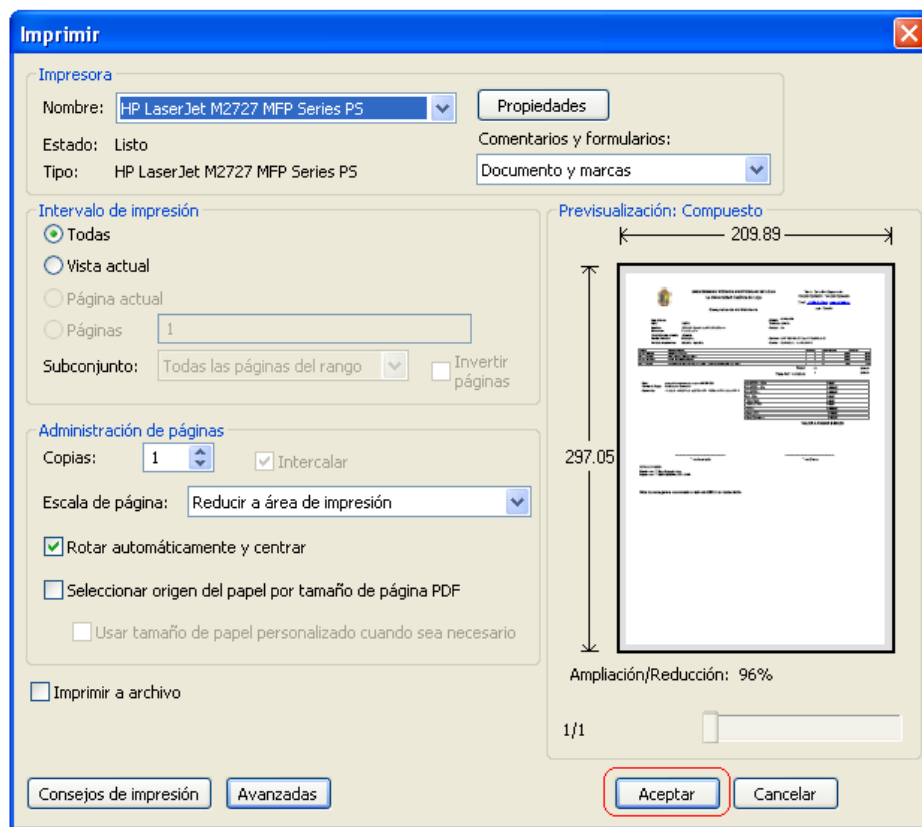 Imprimir
Impresora
Nombre: HP LaserJet M2727 MFP Series PS
Propiedades
Estado: Listo
Comentarios y formularios:
Tipo: HP LaserJet M2727 MFP Series PS
Documento y marcas
Intervalo de impresión
Todas
Vista actual
Página actual
Páginas 1
Subconjunto: Todas las páginas del rango
Invertir
páginas
Previsualización: Compuesto
209.89
297.05
Administración de páginas
Copias: 1
Intercalar
Escala de página: Reducir a área de impresión
Rotar automáticamente y centrar
Seleccionar origen del papel por tamaño de página PDF
Usar tamaño de papel personalizado cuando sea necesario
Ampliación/Reducción: 96%
Imprimir a archivo
1/1
Consejos de impresión
Avanzadas
Aceptar
Cancelar